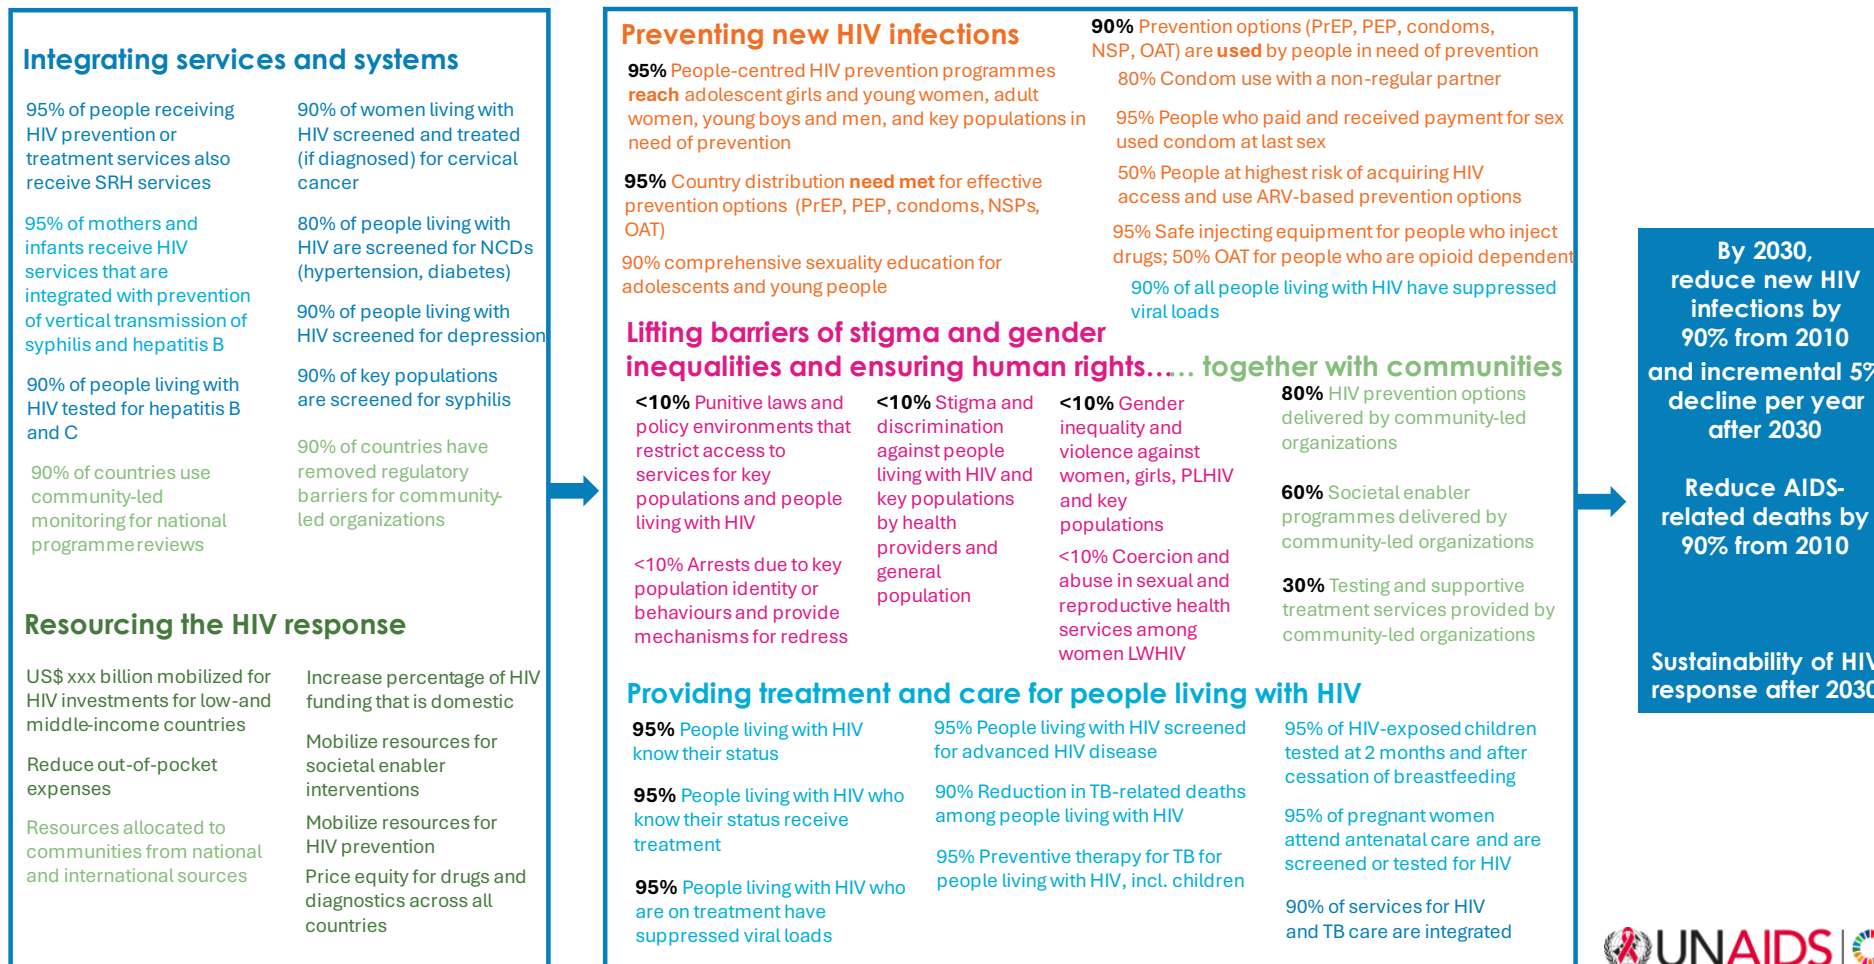 Integrating services and systems
95% of people receiving
HIV prevention or
treatment services also
receive SRH services
95% of mothers and
infants receive HIV
services that are
integrated with prevention
of vertical transmission of
syphilis and hepatitis B
90% of people living with
HIV tested for hepatitis B
and C
90% of countries use
community-led
monitoring for national
programme reviews
90% of women living with
HIV screened and treated
(if diagnosed) for cervical
cancer
80% of people living with
HIV are screened for NCDs
(hypertension, diabetes)
90% of people living with
HIV screened for depression
90% of key populations
are screened for syphilis
90% of countries have
removed regulatory
barriers for community-
led organizations
Resourcing the HIV response
US$ xxx billion mobilized for
HIV investments for low-and
middle-income countries
Reduce out-of-pocket
expenses
Resources allocated to
communities from national
and international sources
Increase percentage of HIV
funding that is domestic
Mobilize resources for
societal enabler
interventions
Mobilize resources for
HIV prevention
Price equity for drugs and
diagnostics across all
countries
Preventing new HIV infections
95% People-centred HIV prevention programmes
reach adolescent girls and young women, adult
women, young boys and men, and key populations in
need of prevention
95% Country distribution need met for effective
prevention options (PrEP, PEP, condoms, NSPs,
OAT)
90% comprehensive sexuality education for
adolescents and young people
90% Prevention options (PrEP, PEP, condoms,
NSP, OAT) are used by people in need of prevention
80% Condom use with a non-regular partner
95% People who paid and received payment for sex
used condom at last sex
50% People at highest risk of acquiring HIV
access and use ARV-based prevention options
95% Safe injecting equipment for people who inject
drugs; 50% OAT for people who are opioid dependent
90% of all people living with HIV have suppressed
viral loads
Lifting barriers of stigma and gender
inequalities and ensuring human rights...... together with communities
<10% Punitive laws and
policy environments that
restrict access to
services for key
populations and people
living with HIV
<10% Arrests due to key
population identity or
behaviours and provide
mechanisms for redress
<10% Stigma and
discrimination
against people
living with HIV and
key populations
by health
providers and
general
population
<10% Gender
inequality and
violence against
women, girls, PLHIV
and key
populations
<10% Coercion and
abuse in sexual and
reproductive health
services among
women LWHIV
80% HIV prevention options
delivered by community-led
organizations
60% Societal enabler
programmes delivered by
community-led organizations
30% Testing and supportive
treatment services provided by
community-led organizations
Providing treatment and care for people living with HIV
95% People living with HIV
know their status
95% People living with HIV who
know their status receive
treatment
95% People living with HIV who
are on treatment have
suppressed viral loads
95% People living with HIV screened
for advanced HIV disease
90% Reduction in TB-related deaths
among people living with HIV
95% Preventive therapy for TB for
people living with HIV, incl. children
95% of HIV-exposed children
tested at 2 months and after
cessation of breastfeeding
95% of pregnant women
attend antenatal care and are
screened or tested for HIV
90% of services for HIV
and TB care are integrated
By 2030,
reduce new HIV
infections by
90% from 2010
and incremental 5%
decline per year
after 2030
Reduce AIDS-
related deaths by
90% from 2010
Sustainability of HIV
response after 2030
UNAIDS